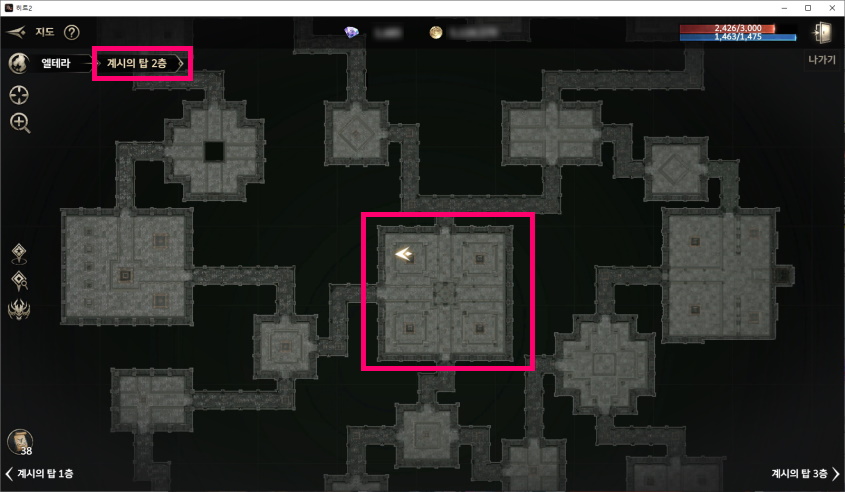 히트2
지도 ?
2,426/3,000
1,463/1,475
엘테라
계시의 탑 2층
나가기
38
계시의 탑 1층
계시의 탑 3층